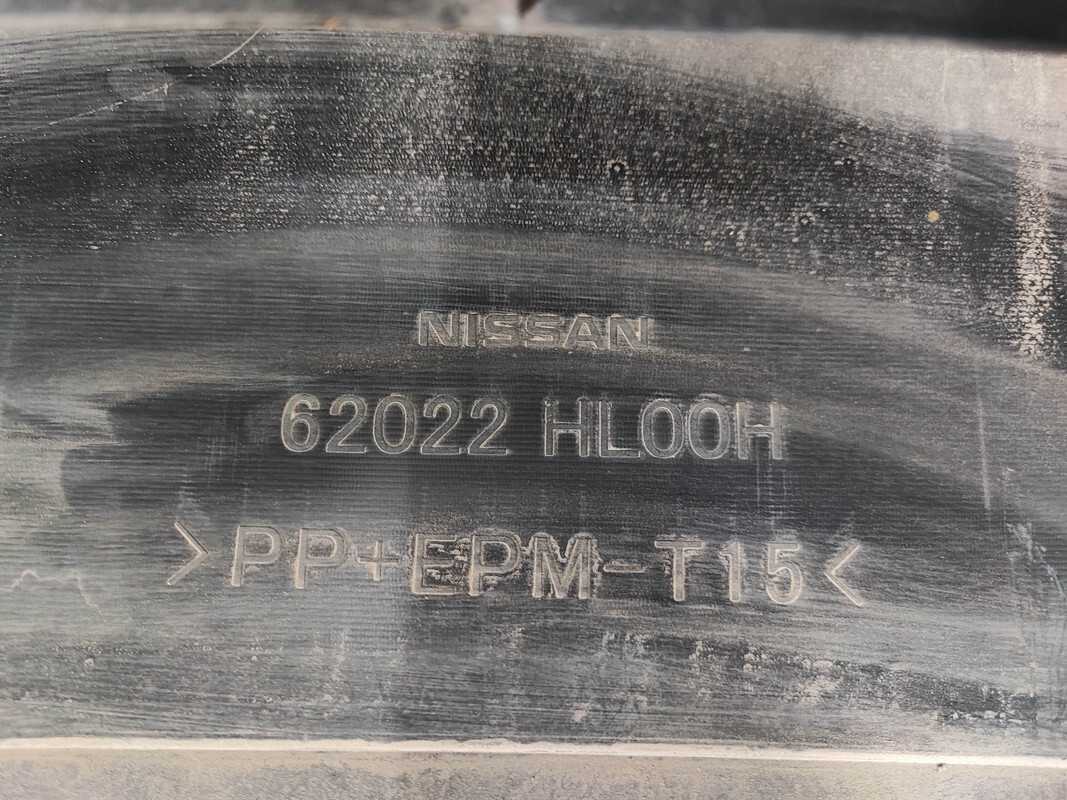 NISSAN
62022 HL00H
>PP+EPM-T15<